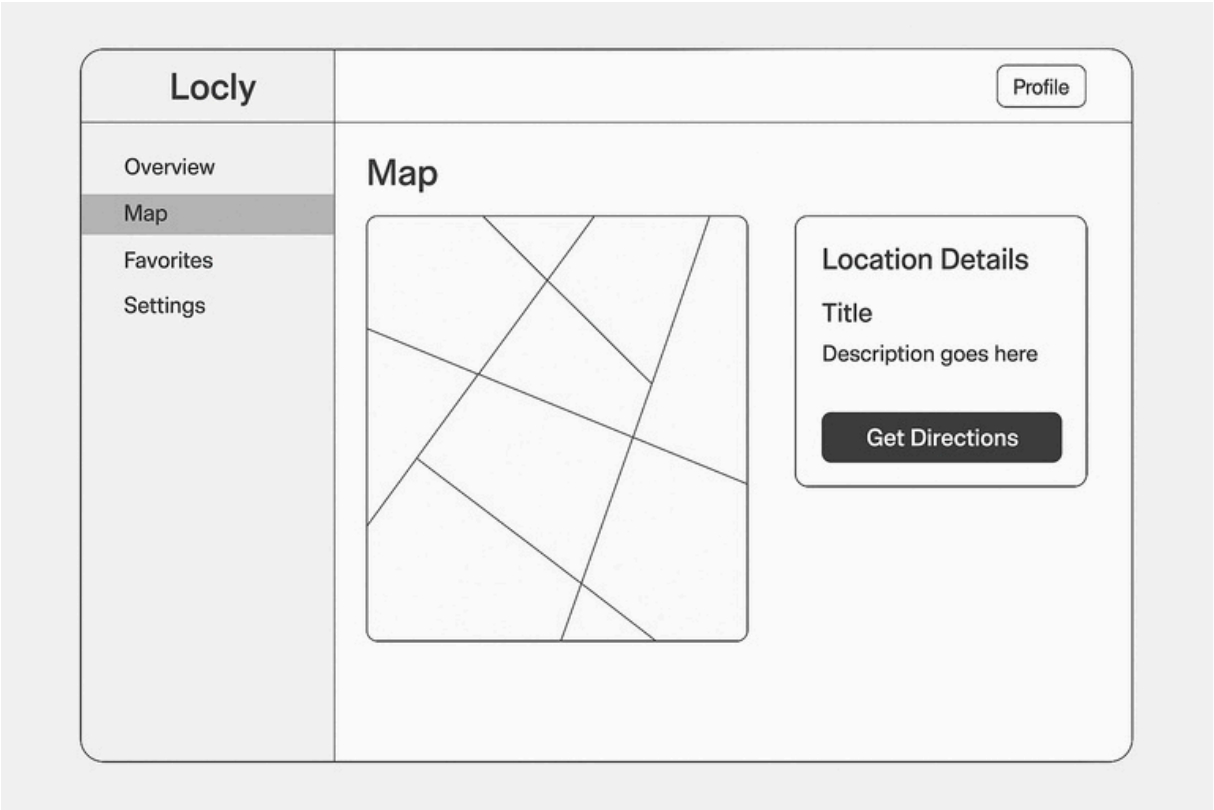 Locly
Profile
Overview
Map
Favorites
Settings
Map
Location Details
Title
Description goes here
Get Directions